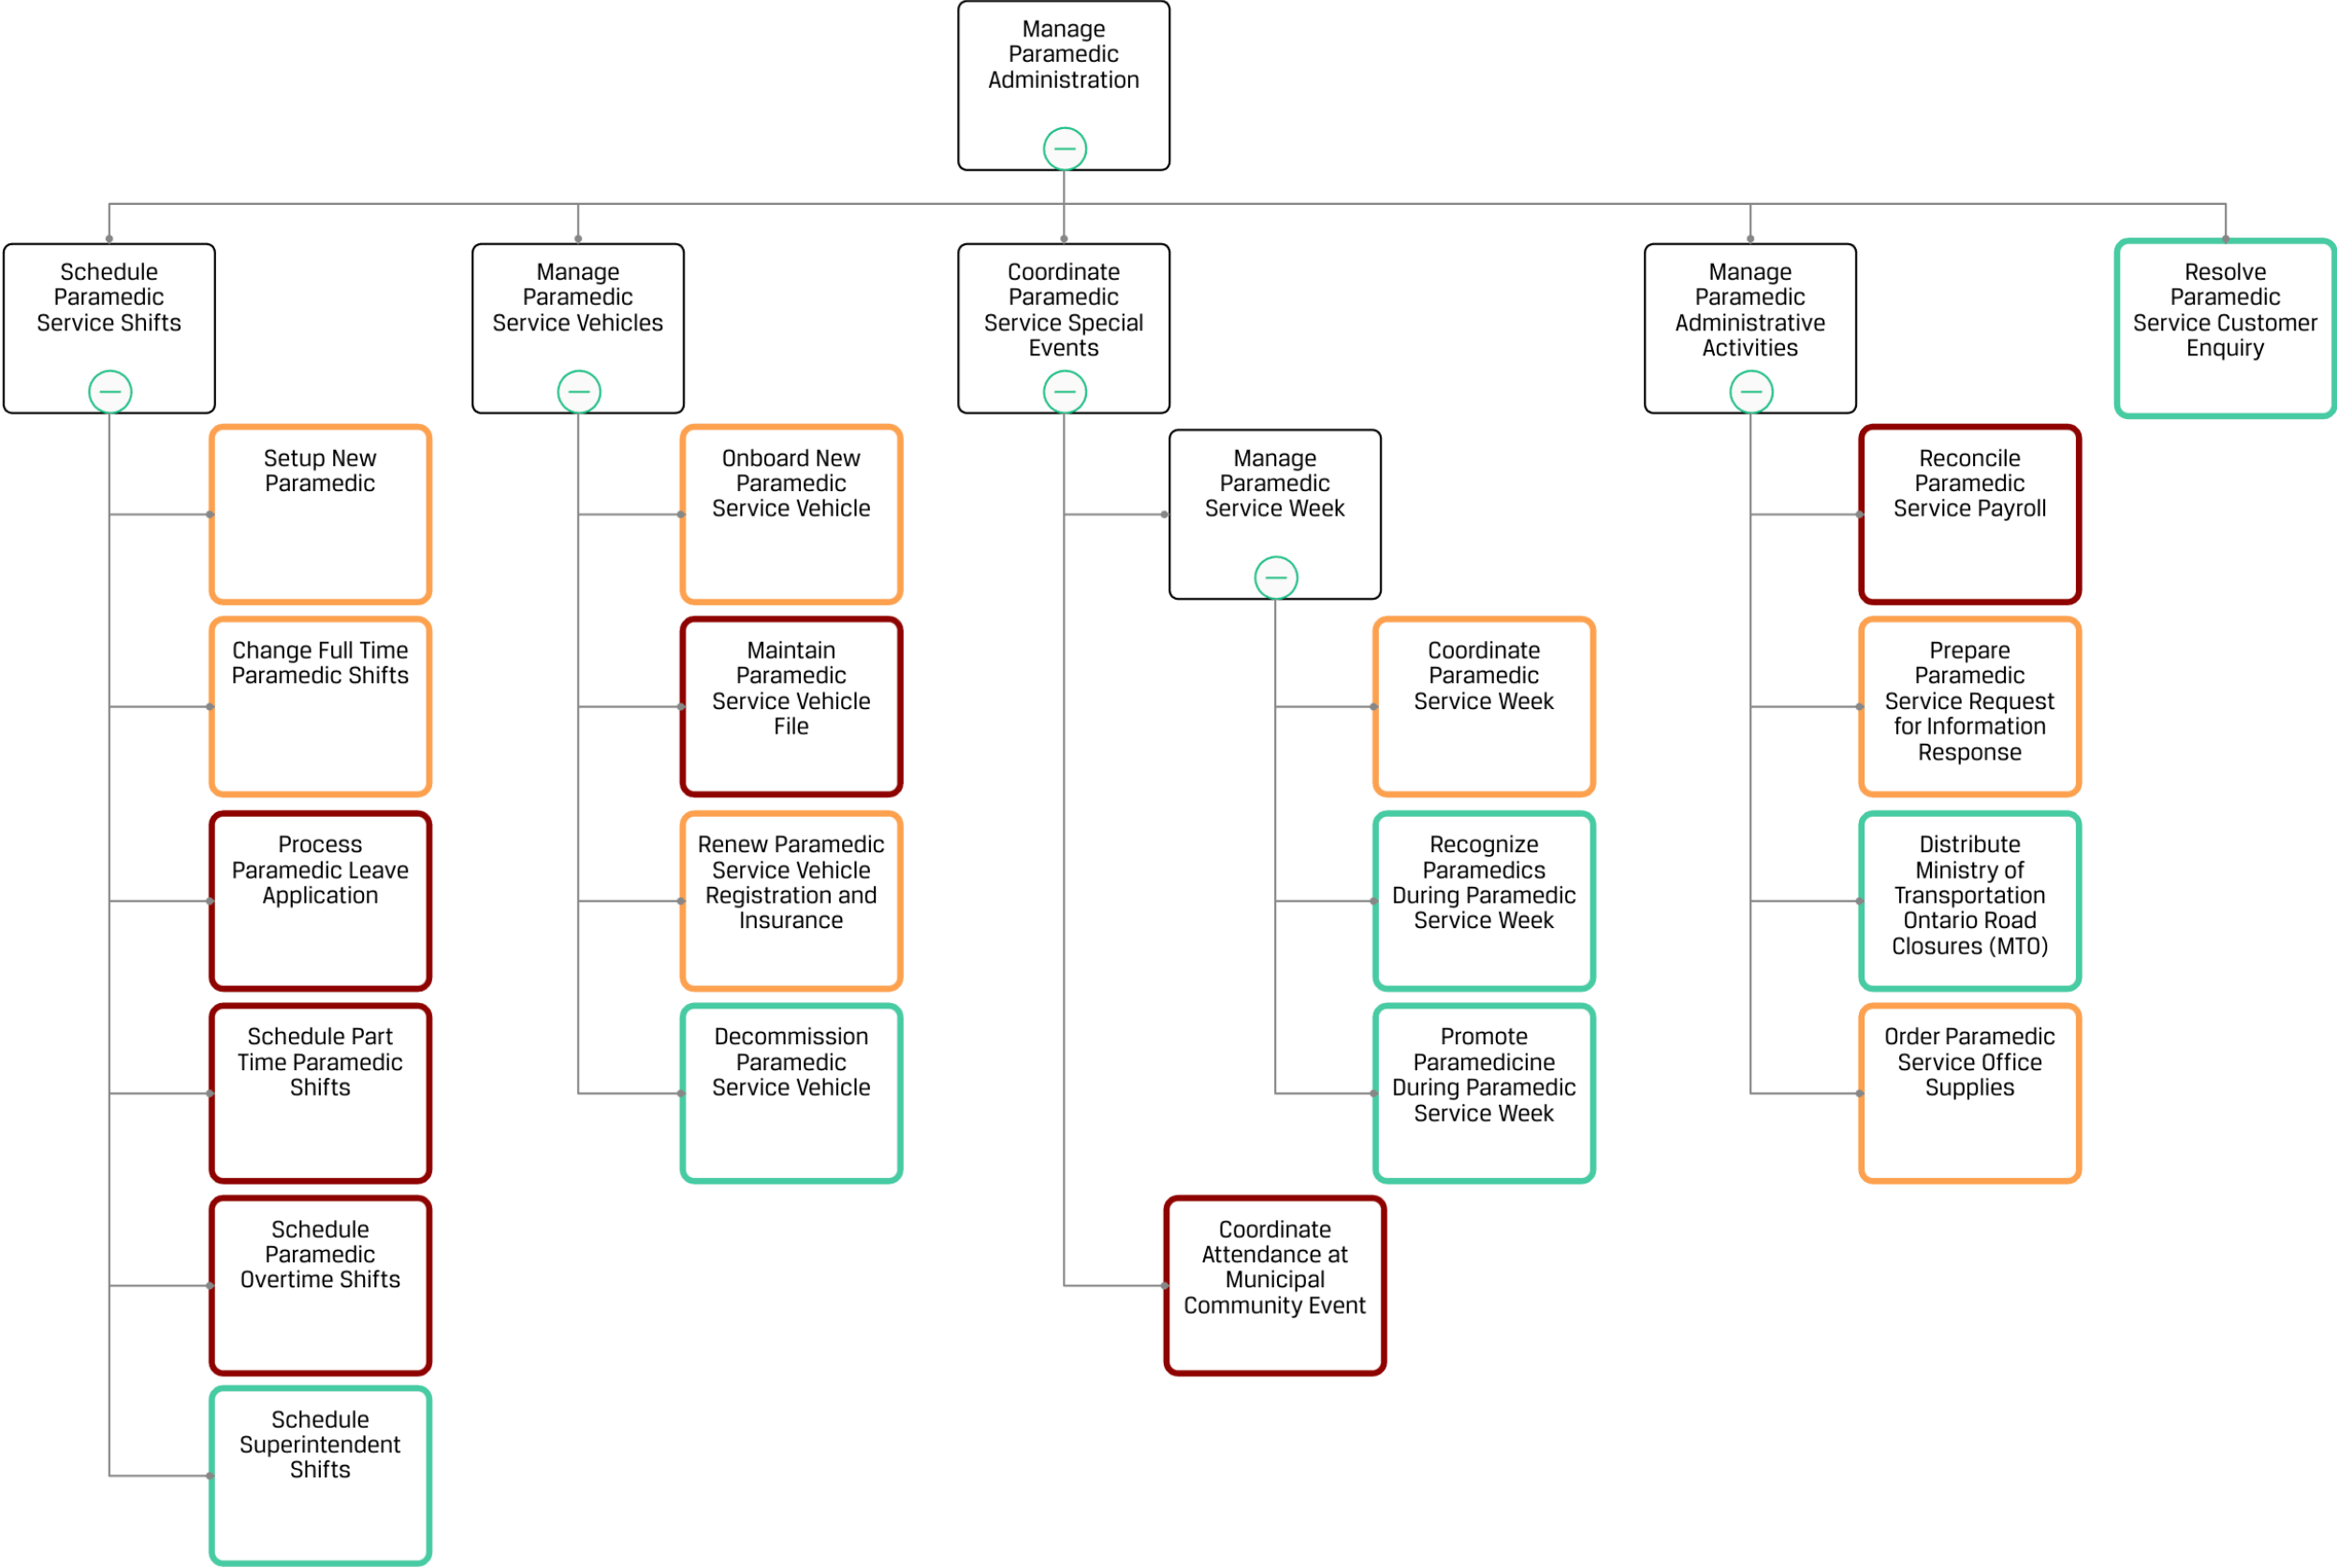 Manage
Paramedic
Administration
Schedule
Paramedic
Service Shifts
Manage
Paramedic
Service Vehicles
Coordinate
Paramedic
Service Special
Events
Manage
Paramedic
Administrative
Activities
Resolve
Paramedic
Service Customer
Enquiry
Setup New
Paramedic
Change Full Time
Paramedic Shifts
Process
Paramedic Leave
Application
Schedule Part
Time Paramedic
Shifts
Schedule
Paramedic
Overtime Shifts
Schedule
Superintendent
Shifts
Onboard New
Paramedic
Service Vehicle
Maintain
Paramedic
Service Vehicle
File
Renew Paramedic
Service Vehicle
Registration and
Insurance
Decommission
Paramedic
Service Vehicle
Manage
Paramedic
Service Week
Coordinate
Paramedic
Service Week
Recognize
Paramedics
During Paramedic
Service Week
Promote
Paramedicine
During Paramedic
Service Week
Coordinate
Attendance at
Municipal
Community Event
Reconcile
Paramedic
Service Payroll
Prepare
Paramedic
Service Request
for Information
Response
Distribute
Ministry of
Transportation
Ontario Road
Closures (MTO)
Order Paramedic
Service Office
Supplies